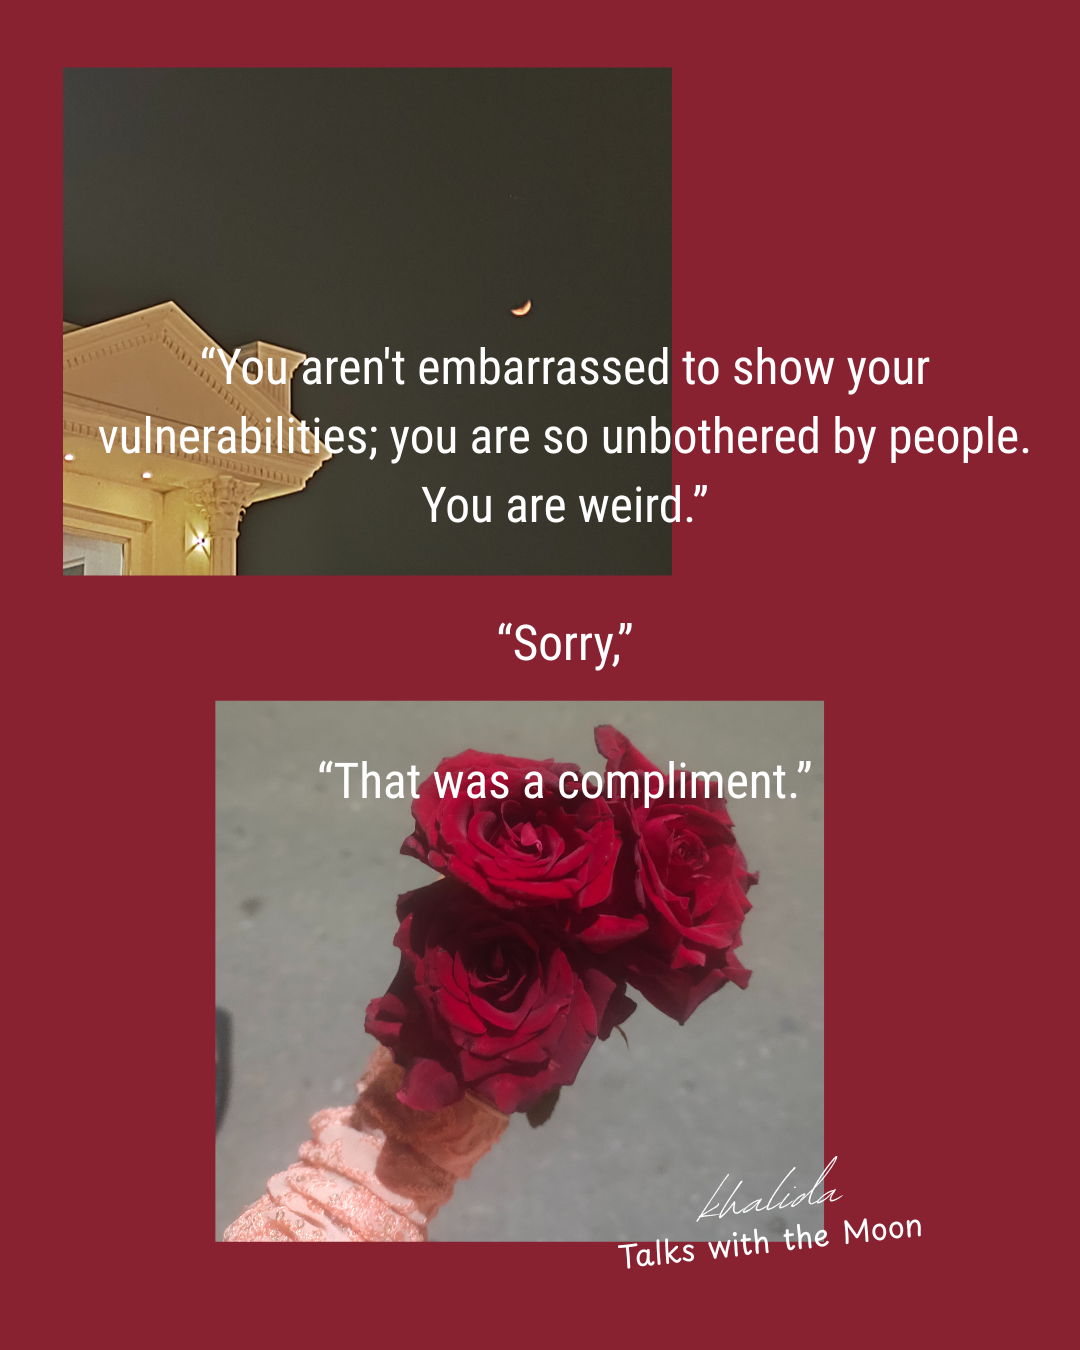 “You aren't embarrassed to show your
vulnerabilities; you are so unbothered by people.
You are weird.”
“Sorry,”
“That was a compliment.”
khalida
Talks with the Moon